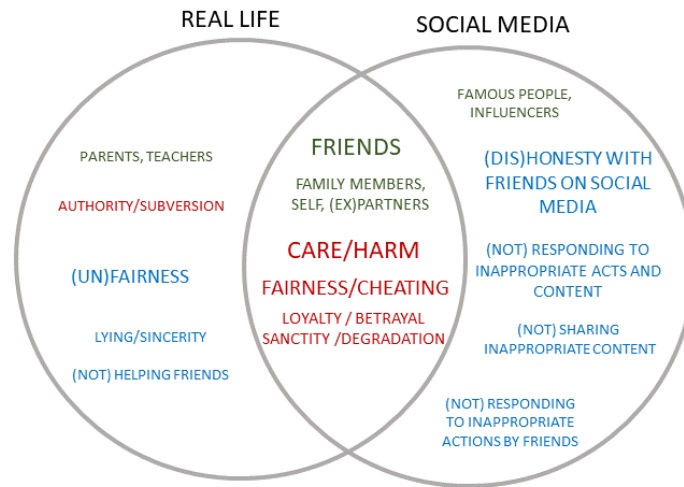 REAL LIFE
SOCIAL MEDIA
PARENTS, TEACHERS
AUTHORITY/SUBVERSION
(UN)FAIRNESS
LYING/SINCERITY
(NOT) HELPING FRIENDS
FRIENDS
FAMILY MEMBERS,
SELF, (EX)PARTNERS
CARE/HARM
FAIRNESS/CHEATING
LOYALTY / BETRAYAL
SANCTITY /DEGRADATION
FAMOUS PEOPLE,
INFLUENCERS
(DIS)HONESTY WITH
FRIENDS ON SOCIAL
MEDIA
(NOT) RESPONDING TO
INAPPROPRIATE ACTS AND
CONTENT
(NOT) SHARING
INAPPROPRIATE CONTENT
(NOT) RESPONDING
TO INAPPROPRIATE
ACTIONS BY FRIENDS